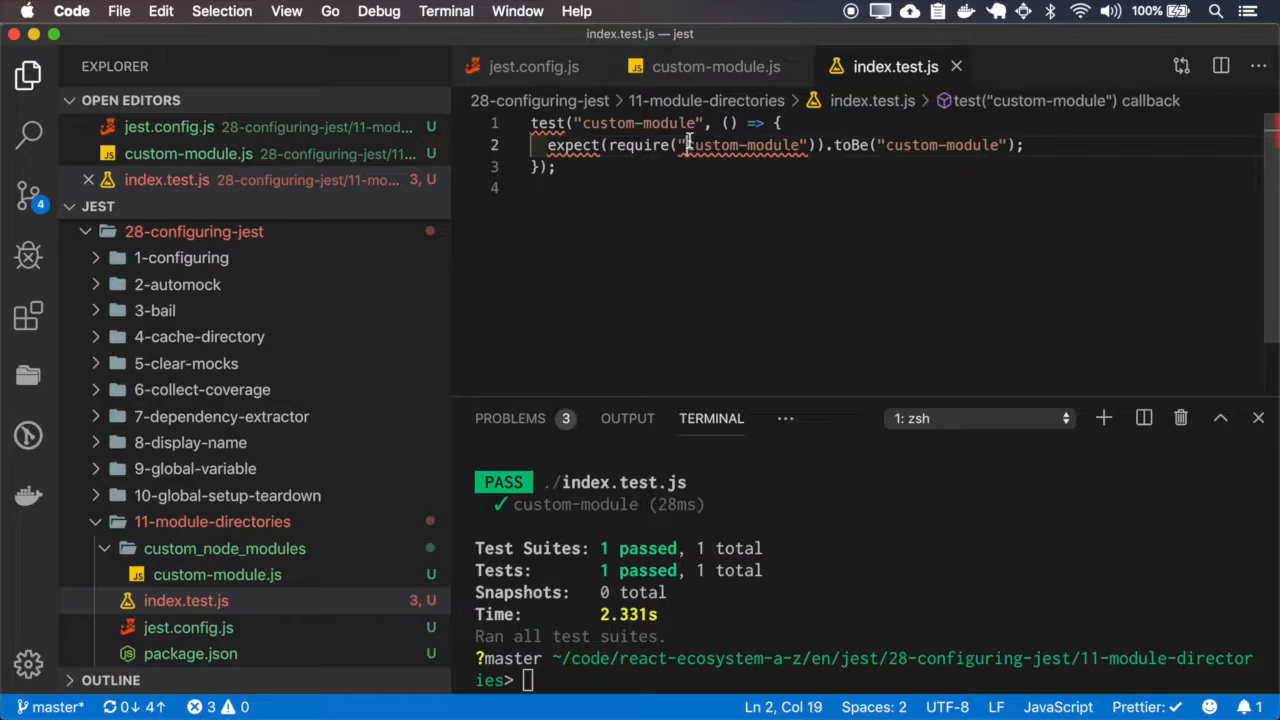 Code File Edit Selection View Go Debug Terminal Window Help 100%
index.test.js — jest
EXPLORER
OPEN EDITORS
jest.config.js 28-configuring-jest/11-mod... U
custom-module.js 28-configuring-jest/... U
index.test.js 28-configuring-jest/11-mo... 3, U
JEST
28-configuring-jest
1-configuring
2-automock
3-bail
4-cache-directory
5-clear-mocks
6-collect-coverage
7-dependency-extractor
8-display-name
9-global-variable
10-global-setup-teardown
11-module-directories
custom_node_modules
JS custom-module.js U
index.test.js 3, U
jest.config.js U
package.json U
OUTLINE
jest.config.js JS custom-module.js index.test.js
28-configuring-jest > 11-module-directories > index.test.js > test("custom-module") callback
1 test("custom-module", () => {
2 expect(require("custom-module")).toBe("custom-module");
3 });
4
PROBLEMS 3 OUTPUT TERMINAL ... 1: zsh
PASS ./index.test.js
✓ custom-module (28ms)
Test Suites: 1 passed, 1 total
Tests: 1 passed, 1 total
Snapshots: 0 total
Time: 2.331s
Ran all test suites.
?master ~/code/react-ecosystem-a-z/en/jest/28-configuring-jest/11-module-director
ies>
4
master* 0↓ 4↑ 3 0 Ln 2, Col 19 Spaces: 2 UTF-8 LF JavaScript Prettier: ✓ 1